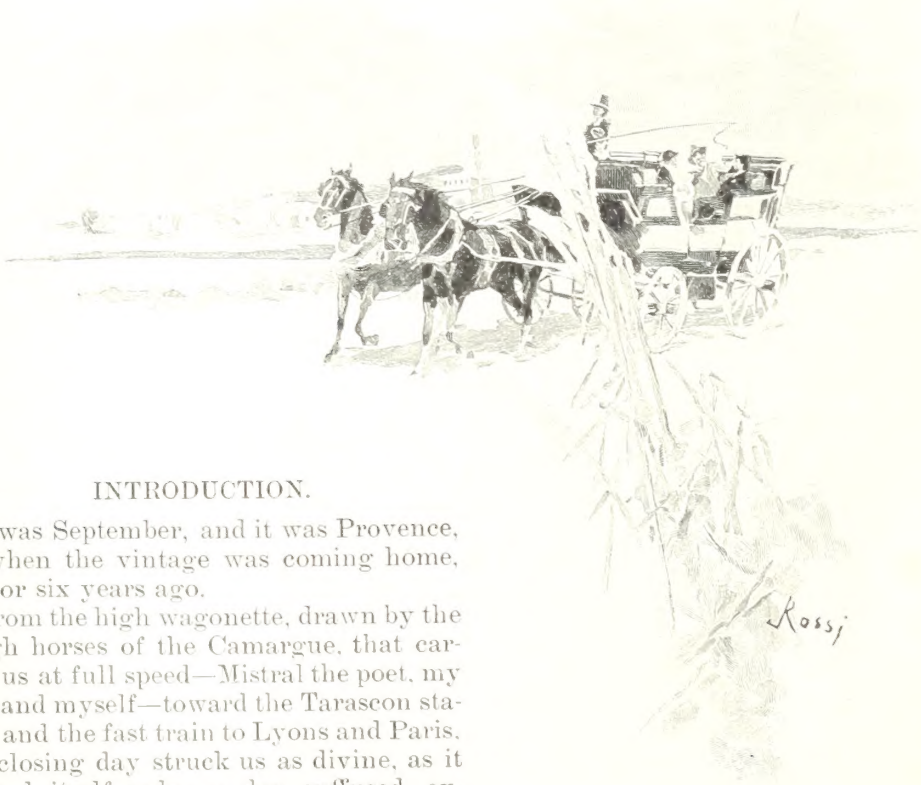 INTRODUCTION.
was September, and it was Provence,
when the vintage was coming home,
or six years ago.
rom the high wagonette, drawn by the
gh horses of the Camargue, that car-
us at full speed—Mistral the poet, my
and myself—toward the Tarascon sta-
and the fast train to Lyons and Paris.
closing day struck us as divine, as it
Rossi